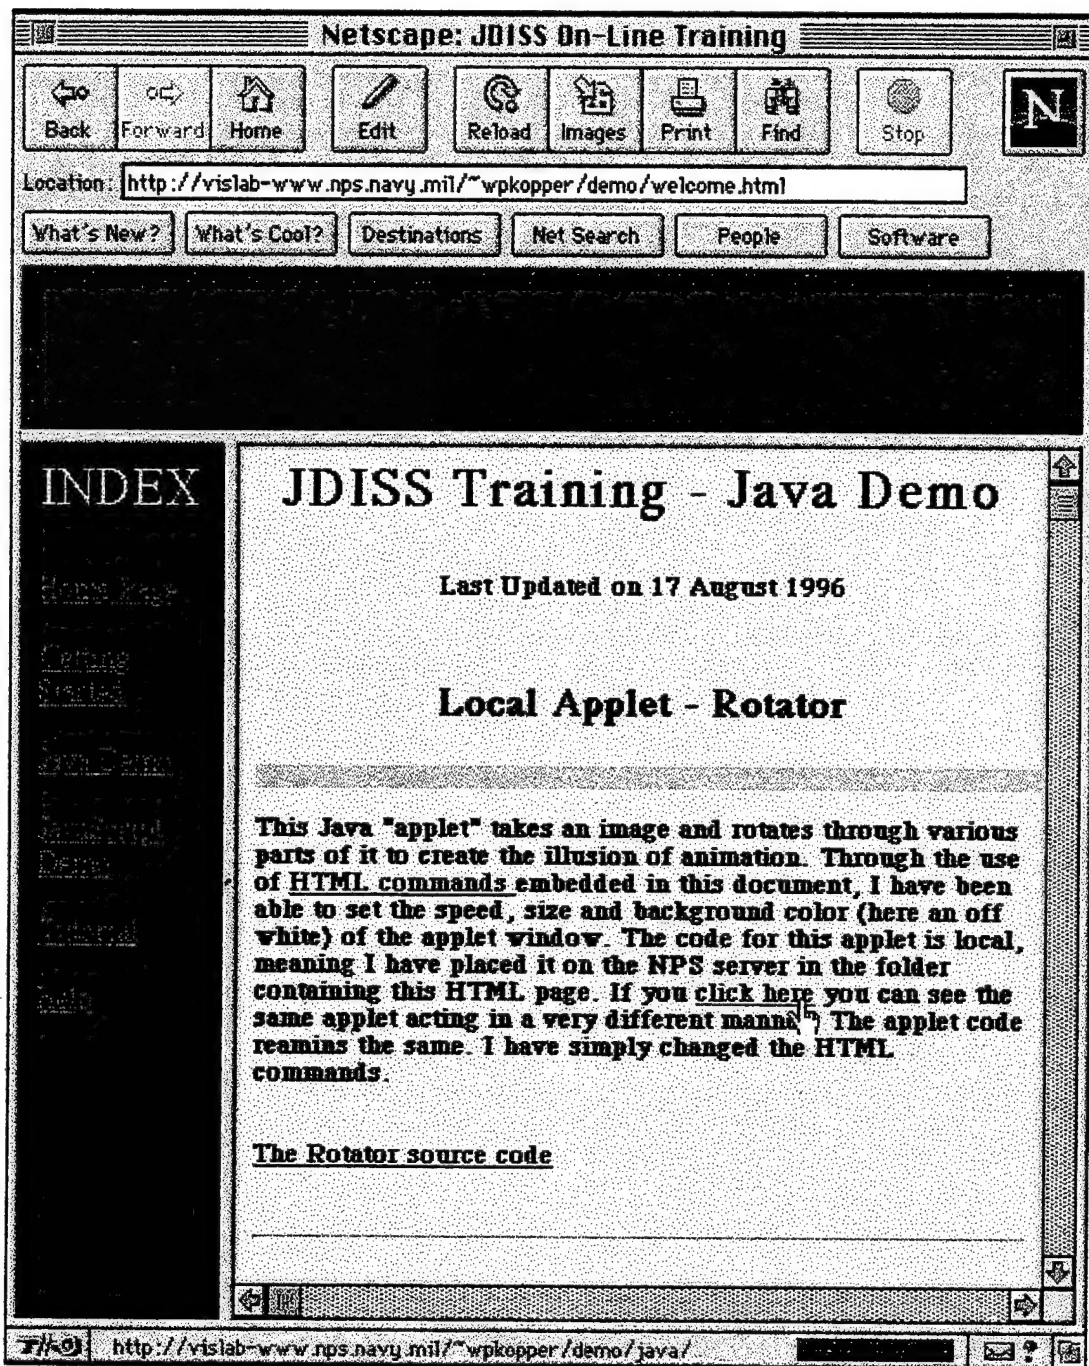 Netscape: JDISS On-Line Training
Back Forward Home Edit Reload Images Print Find Stop
N
Location: http://vislab-www.nps.navy.mil/~wpkopper/demo/welcome.html
What's New? What's Cool? Destinations Net Search People Software
INDEX
Home Page
Getting
Started
Java Demo
Demo
JDISS Training - Java Demo
Last Updated on 17 August 1996
Local Applet - Rotator
This Java "applet" takes an image and rotates through various
parts of it to create the illusion of animation. Through the use
of HTML commands embedded in this document, I have been
able to set the speed, size and background color (here an off
white) of the applet window. The code for this applet is local,
meaning I have placed it on the NPS server in the folder
containing this HTML page. If you click here you can see the
same applet acting in a very different The applet code
reamins the same. I have simply changed the HTML
commands.
The Rotator source code
http://vislab-www.nps.navy.mil/~wpkopper/demo/java/